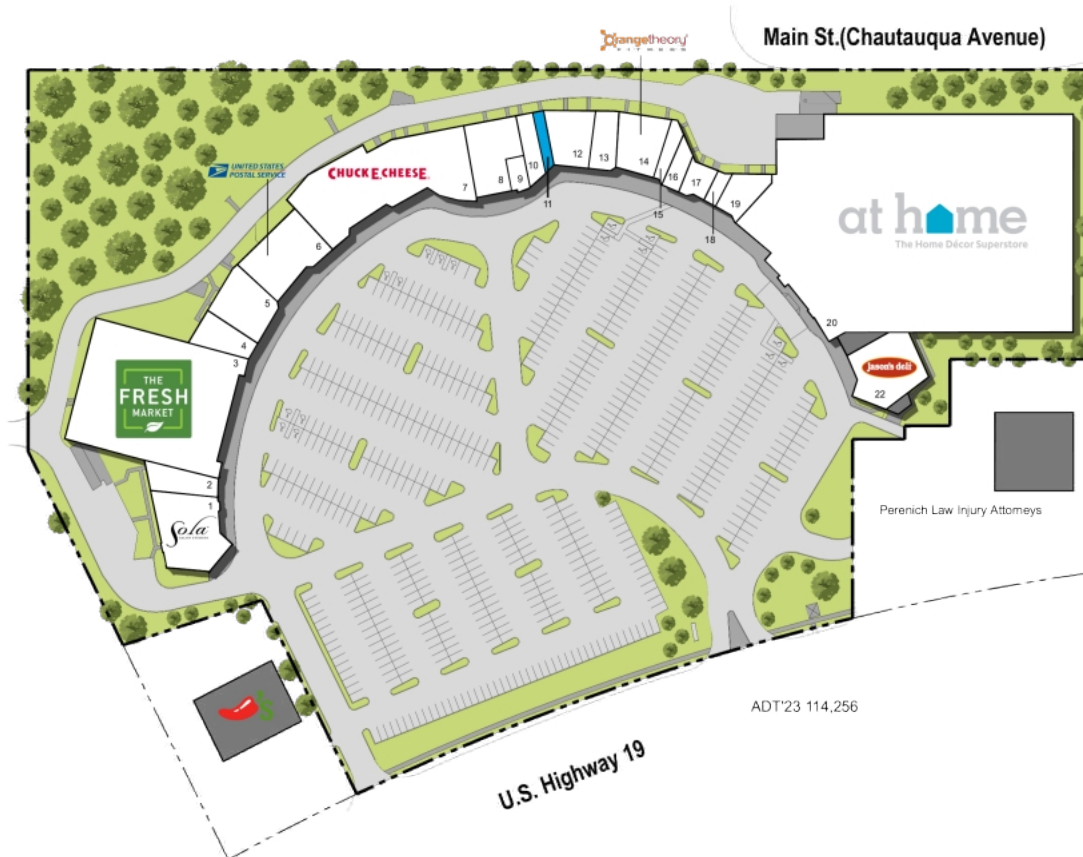 Orangetheory
FITNESS
Main St.(Chautauqua Avenue)
UNITED STATES
POSTAL SERVICE
CHUCK E. CHEESE
at home
The Home Décor Superstore
7
8
9
10
11
12
13
14
15
16
17
18
19
20
6
5
4
3
THE
FRESH
MARKET
2
1
Sola
jason's deli
22
Perenich Law Injury Attorneys
ADT'23 114,256
U.S. Highway 19